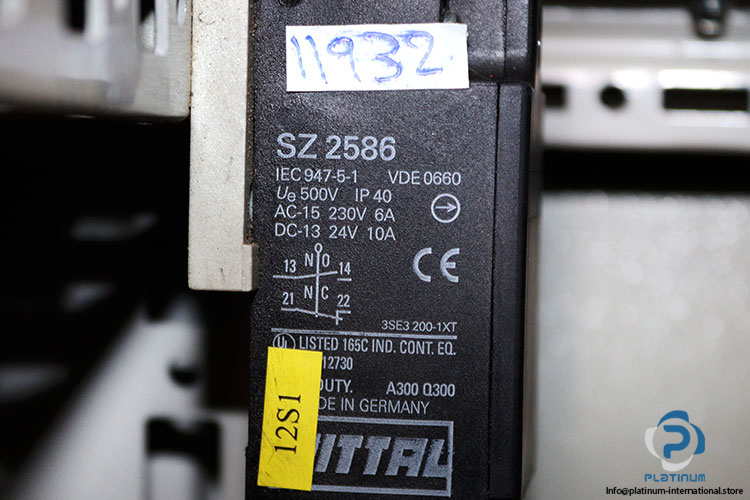 11932
SZ 2586
IEC 947-5-1 VDE 0660
Ue 500V IP 40
AC-15 230V 6A
DC-13 24V 10A
NO
13 14
NC
21 22
CE
3SE3 200-1XT
UL LISTED 165C IND. CONT. EQ.
12730
DUTY. A300 Q300
DE IN GERMANY
12S1
ITTAL
PLATINUM
info@platinum-international.store